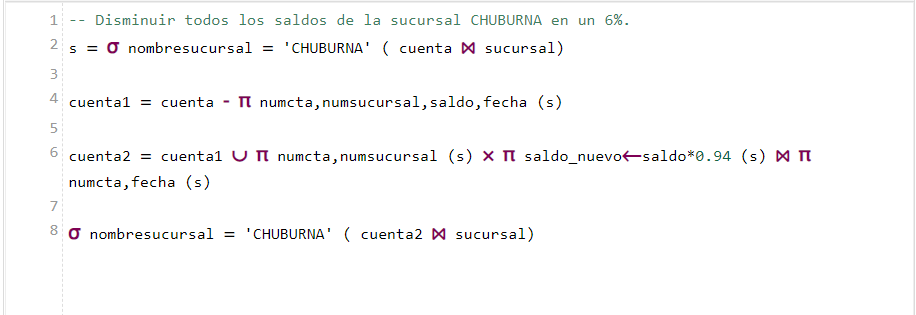 1 -- Disminuir todos los saldos de la sucursal CHUBURNA en un 6%.
2 s = σ nombresucursal = 'CHUBURNA' ( cuenta ⨝ sucursal)
3
4 cuenta1 = cuenta - π numcta,numsucursal,saldo,fecha (s)
5
6 cuenta2 = cuenta1 ∪ π numcta,numsucursal (s) ⨯ π saldo_nuevo←saldo*0.94 (s) ⨝ π
numcta,fecha (s)
7
8 σ nombresucursal = 'CHUBURNA' ( cuenta2 ⨝ sucursal)